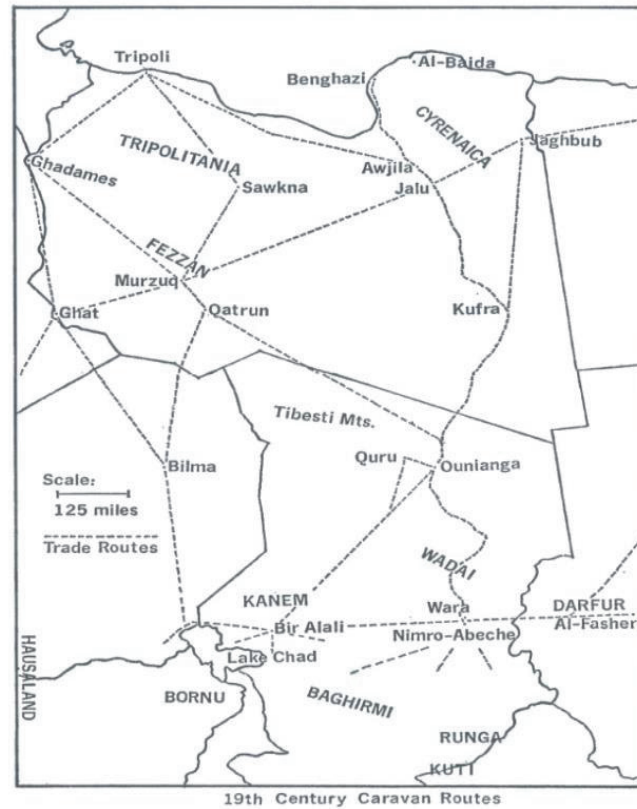 Tripoli
Al-Baida
Benghazi
CYRENAICA
Jaghbub
TRIPOLITANIA
Ghadames
Awjila
Sawkna
Jalu
FEZZAN
Murzuq
Ghat
Qatrun
Kufra
Tibesti Mts.
Bilma
Quru
Ounianga
Scale:
125 miles
Trade Routes
WADAI
KANEM
Wara
DARFUR
Bir Alali
Al-Fasher
Nimro-Abeche
Lake Chad
HAUSALAND
BORNU
BAGHIRMI
RUNGA
KUTI
19th Century Caravan Routes